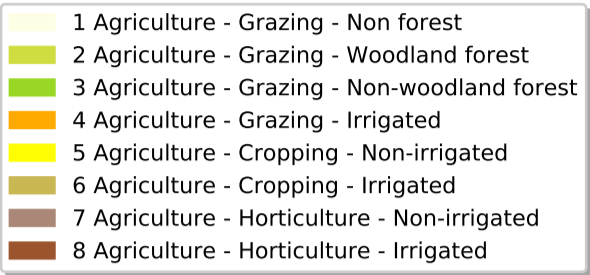 1 Agriculture - Grazing - Non forest
2 Agriculture - Grazing - Woodland forest
3 Agriculture - Grazing - Non-woodland forest
4 Agriculture - Grazing - Irrigated
5 Agriculture - Cropping - Non-irrigated
6 Agriculture - Cropping - Irrigated
7 Agriculture - Horticulture - Non-irrigated
8 Agriculture - Horticulture - Irrigated